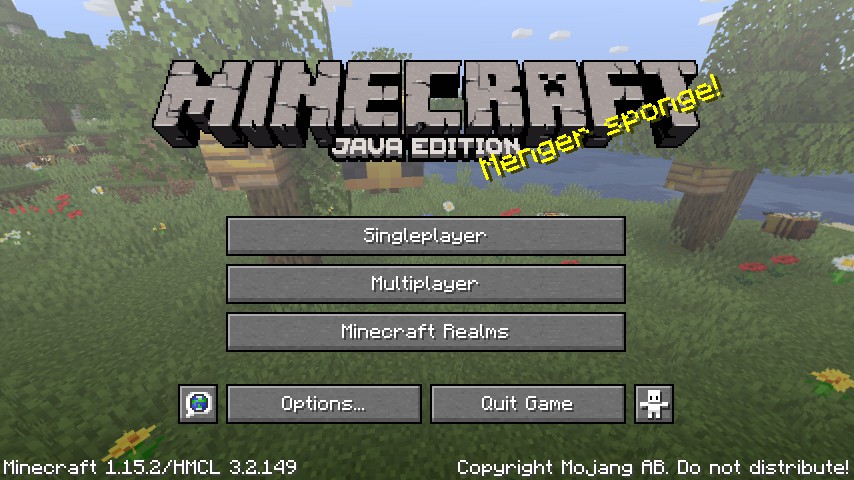 MINECRAFT
JAVA EDITION
Menger sponge!
Singleplayer
Multiplayer
Minecraft Realms
Options...
Quit Game
Minecraft 1.15.2/HMCL 3.2.149
Copyright Mojang AB. Do not distribute!